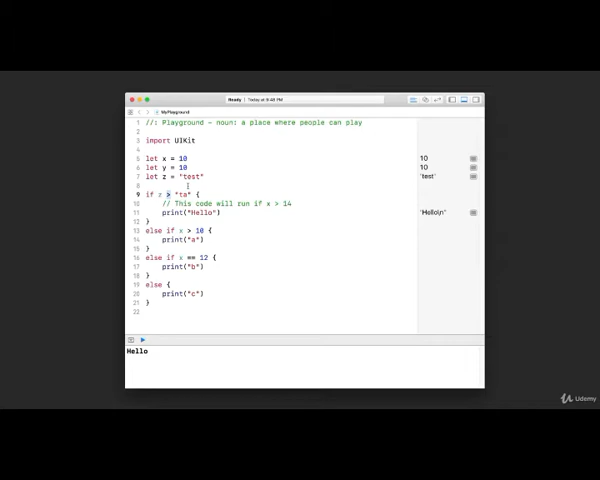 Ready | Today at 9:48 PM
MyPlayground
1 //: Playground - noun: a place where people can play
2
3 import UIKit
4
5 let x = 10 10
6 let y = 10 10
7 let z = "test" "test"
8
9 if z > "ta" {
10 // This code will run if x > 14
11 print("Hello") "Hello\n"
12 }
13 else if x > 10 {
14 print("a")
15 }
16 else if x == 12 {
17 print("b")
18 }
19 else {
20 print("c")
21 }
22
Hello
Udemy